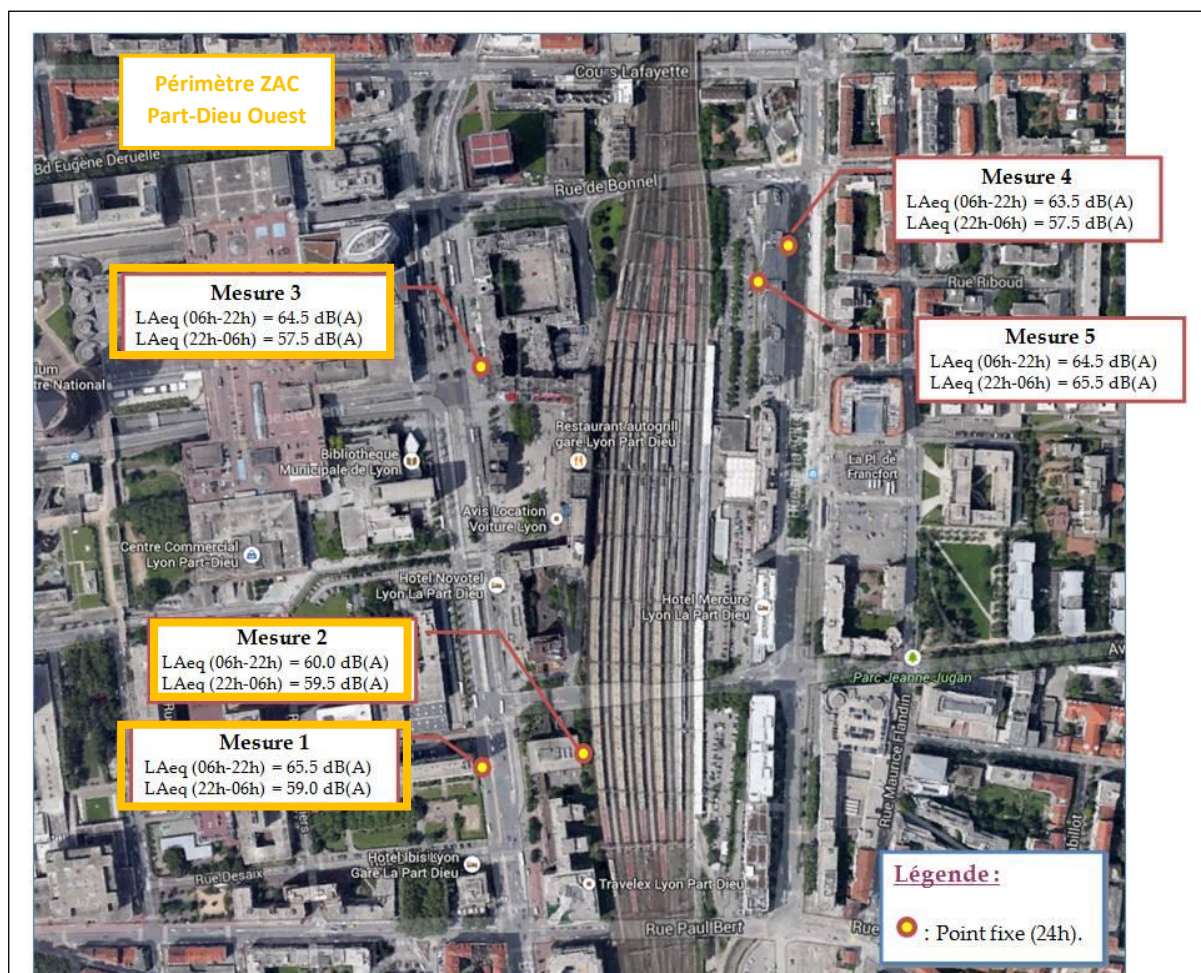 Périmètre ZAC
Part-Dieu Ouest
Cours Lafayette
Bd Eugène Deruelle
Rue de Bonnel
Mesure 4
LAeq (06h-22h) = 63.5 dB(A)
LAeq (22h-06h) = 57.5 dB(A)
Rue Riboud
Mesure 3
LAeq (06h-22h) = 64.5 dB(A)
LAeq (22h-06h) = 57.5 dB(A)
Mesure 5
LAeq (06h-22h) = 64.5 dB(A)
LAeq (22h-06h) = 65.5 dB(A)
rium
tre National
Restaurant autogrill
gare Lyon Part Dieu
Bibliotheque
Municipale de Lyon
La Pl. de
Francfort
Avis Location
Voiture Lyon
Centre Commercial
Lyon Part-Dieu
Hotel Novotel
Lyon La Part Dieu
Hotel Mercure
Lyon La Part Dieu
Mesure 2
LAeq (06h-22h) = 60.0 dB(A)
LAeq (22h-06h) = 59.5 dB(A)
Av
Parc Jeanne Jugan
Mesure 1
LAeq (06h-22h) = 65.5 dB(A)
LAeq (22h-06h) = 59.0 dB(A)
Rue Maurice Flandin
Hotel Ibis Lyon
Gare La Part Dieu
Rue Desaix
Travelex Lyon Part Dieu
Rue Paul Bert
Légende :
: Point fixe (24h).